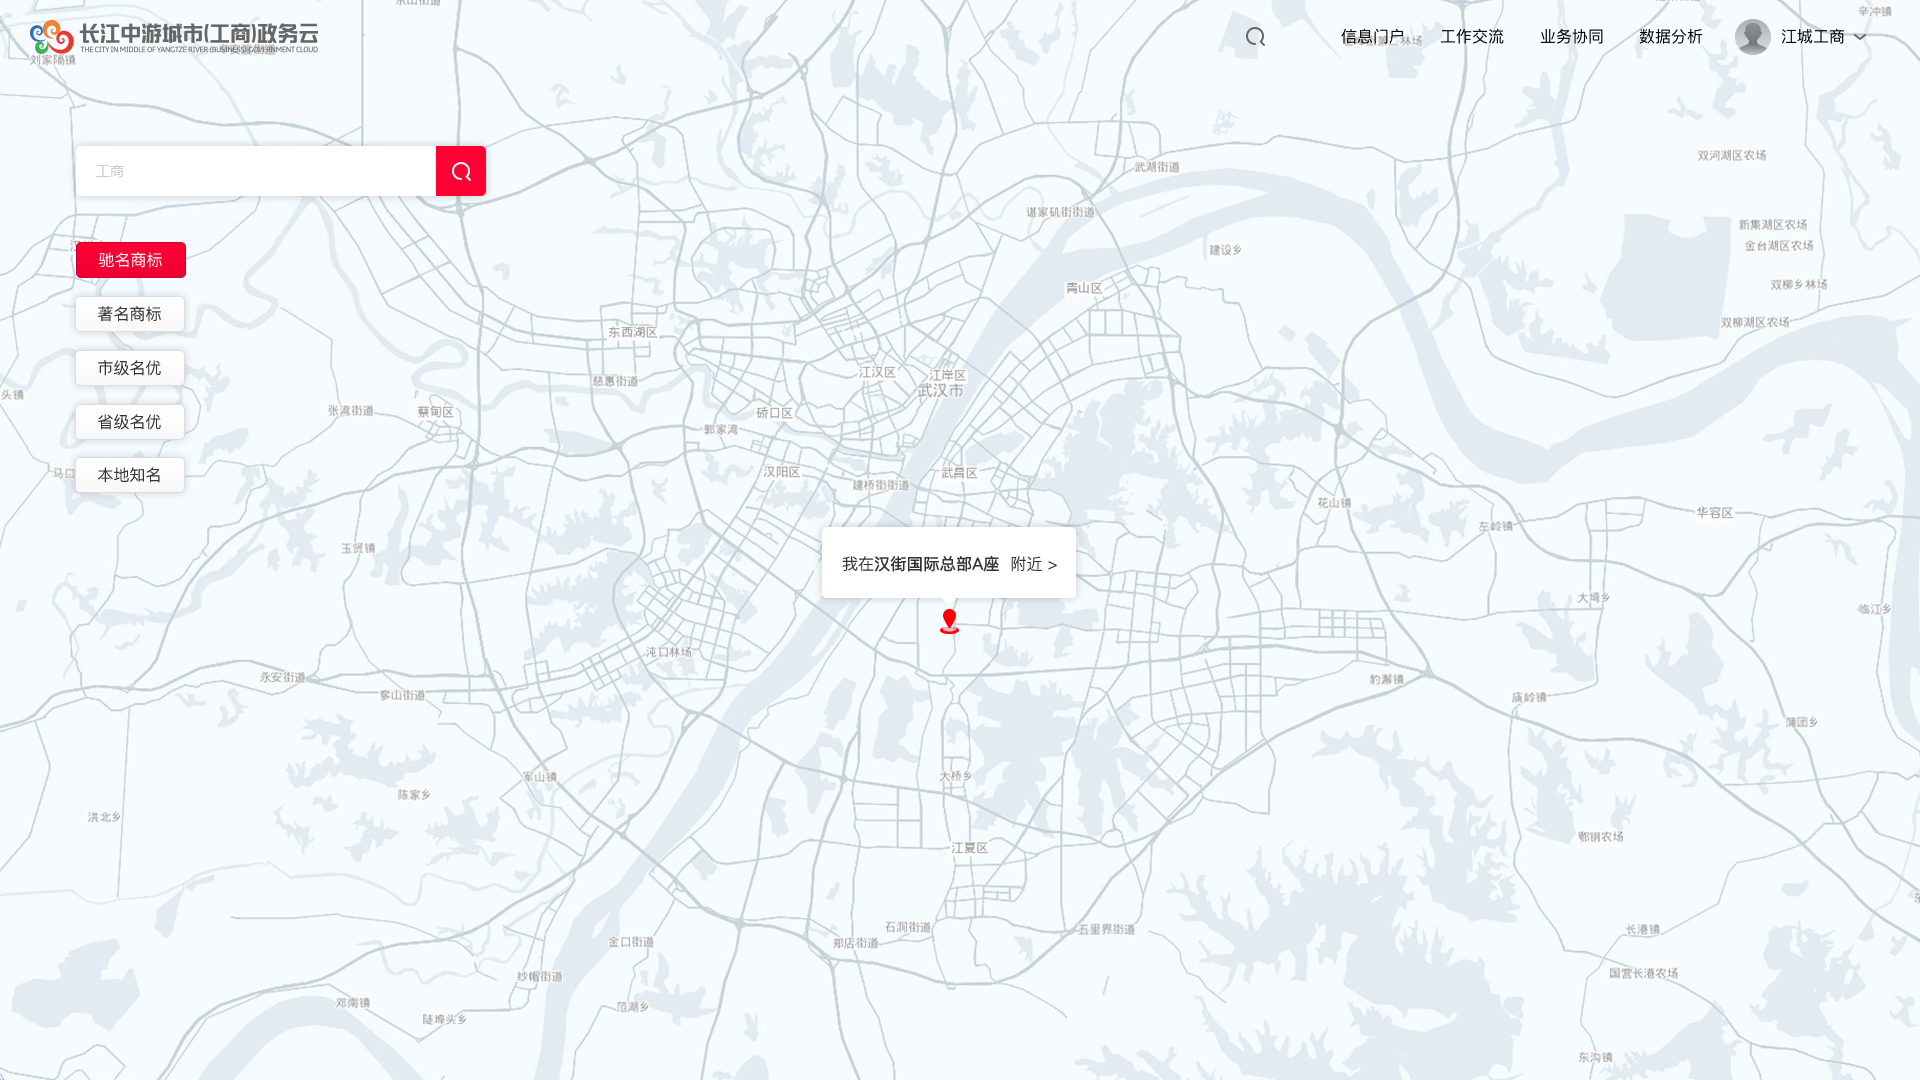 长江中游城市(工商)政务云
THE CITY IN MIDDLE OF YANGTZE RIVER (BUSINESS) GOVERNMENT CLOUD
信息门户
工作交流
业务协同
数据分析
江城工商
刘家隔镇
辛冲镇
工商
武湖街道
双河湖区农场
谌家矶街街道
新集湖区农场
金台湖区农场
建设乡
驰名商标
青山区
双柳乡林场
著名商标
双柳湖区农场
东西湖区
市级名优
江汉区
江岸区
武汉市
慈惠街道
头镇
张湾街道
蔡甸区
硚口区
省级名优
郭家湾
马口
本地知名
汉阳区
武昌区
建桥街街道
花山镇
华容区
左岭镇
玉贤镇
我在汉街国际总部A座 附近 >
大塆乡
临江乡
沌口林场
永安街道
豹澥镇
奓山街道
庙岭镇
蒲团乡
军山镇
大桥乡
陈家乡
洪北乡
鄂钢农场
江夏区
石洞街道
五里界街道
长港镇
金口街道
郑店街道
国营长港农场
纱帽街道
邓南镇
范湖乡
陡埠头乡
东沟镇